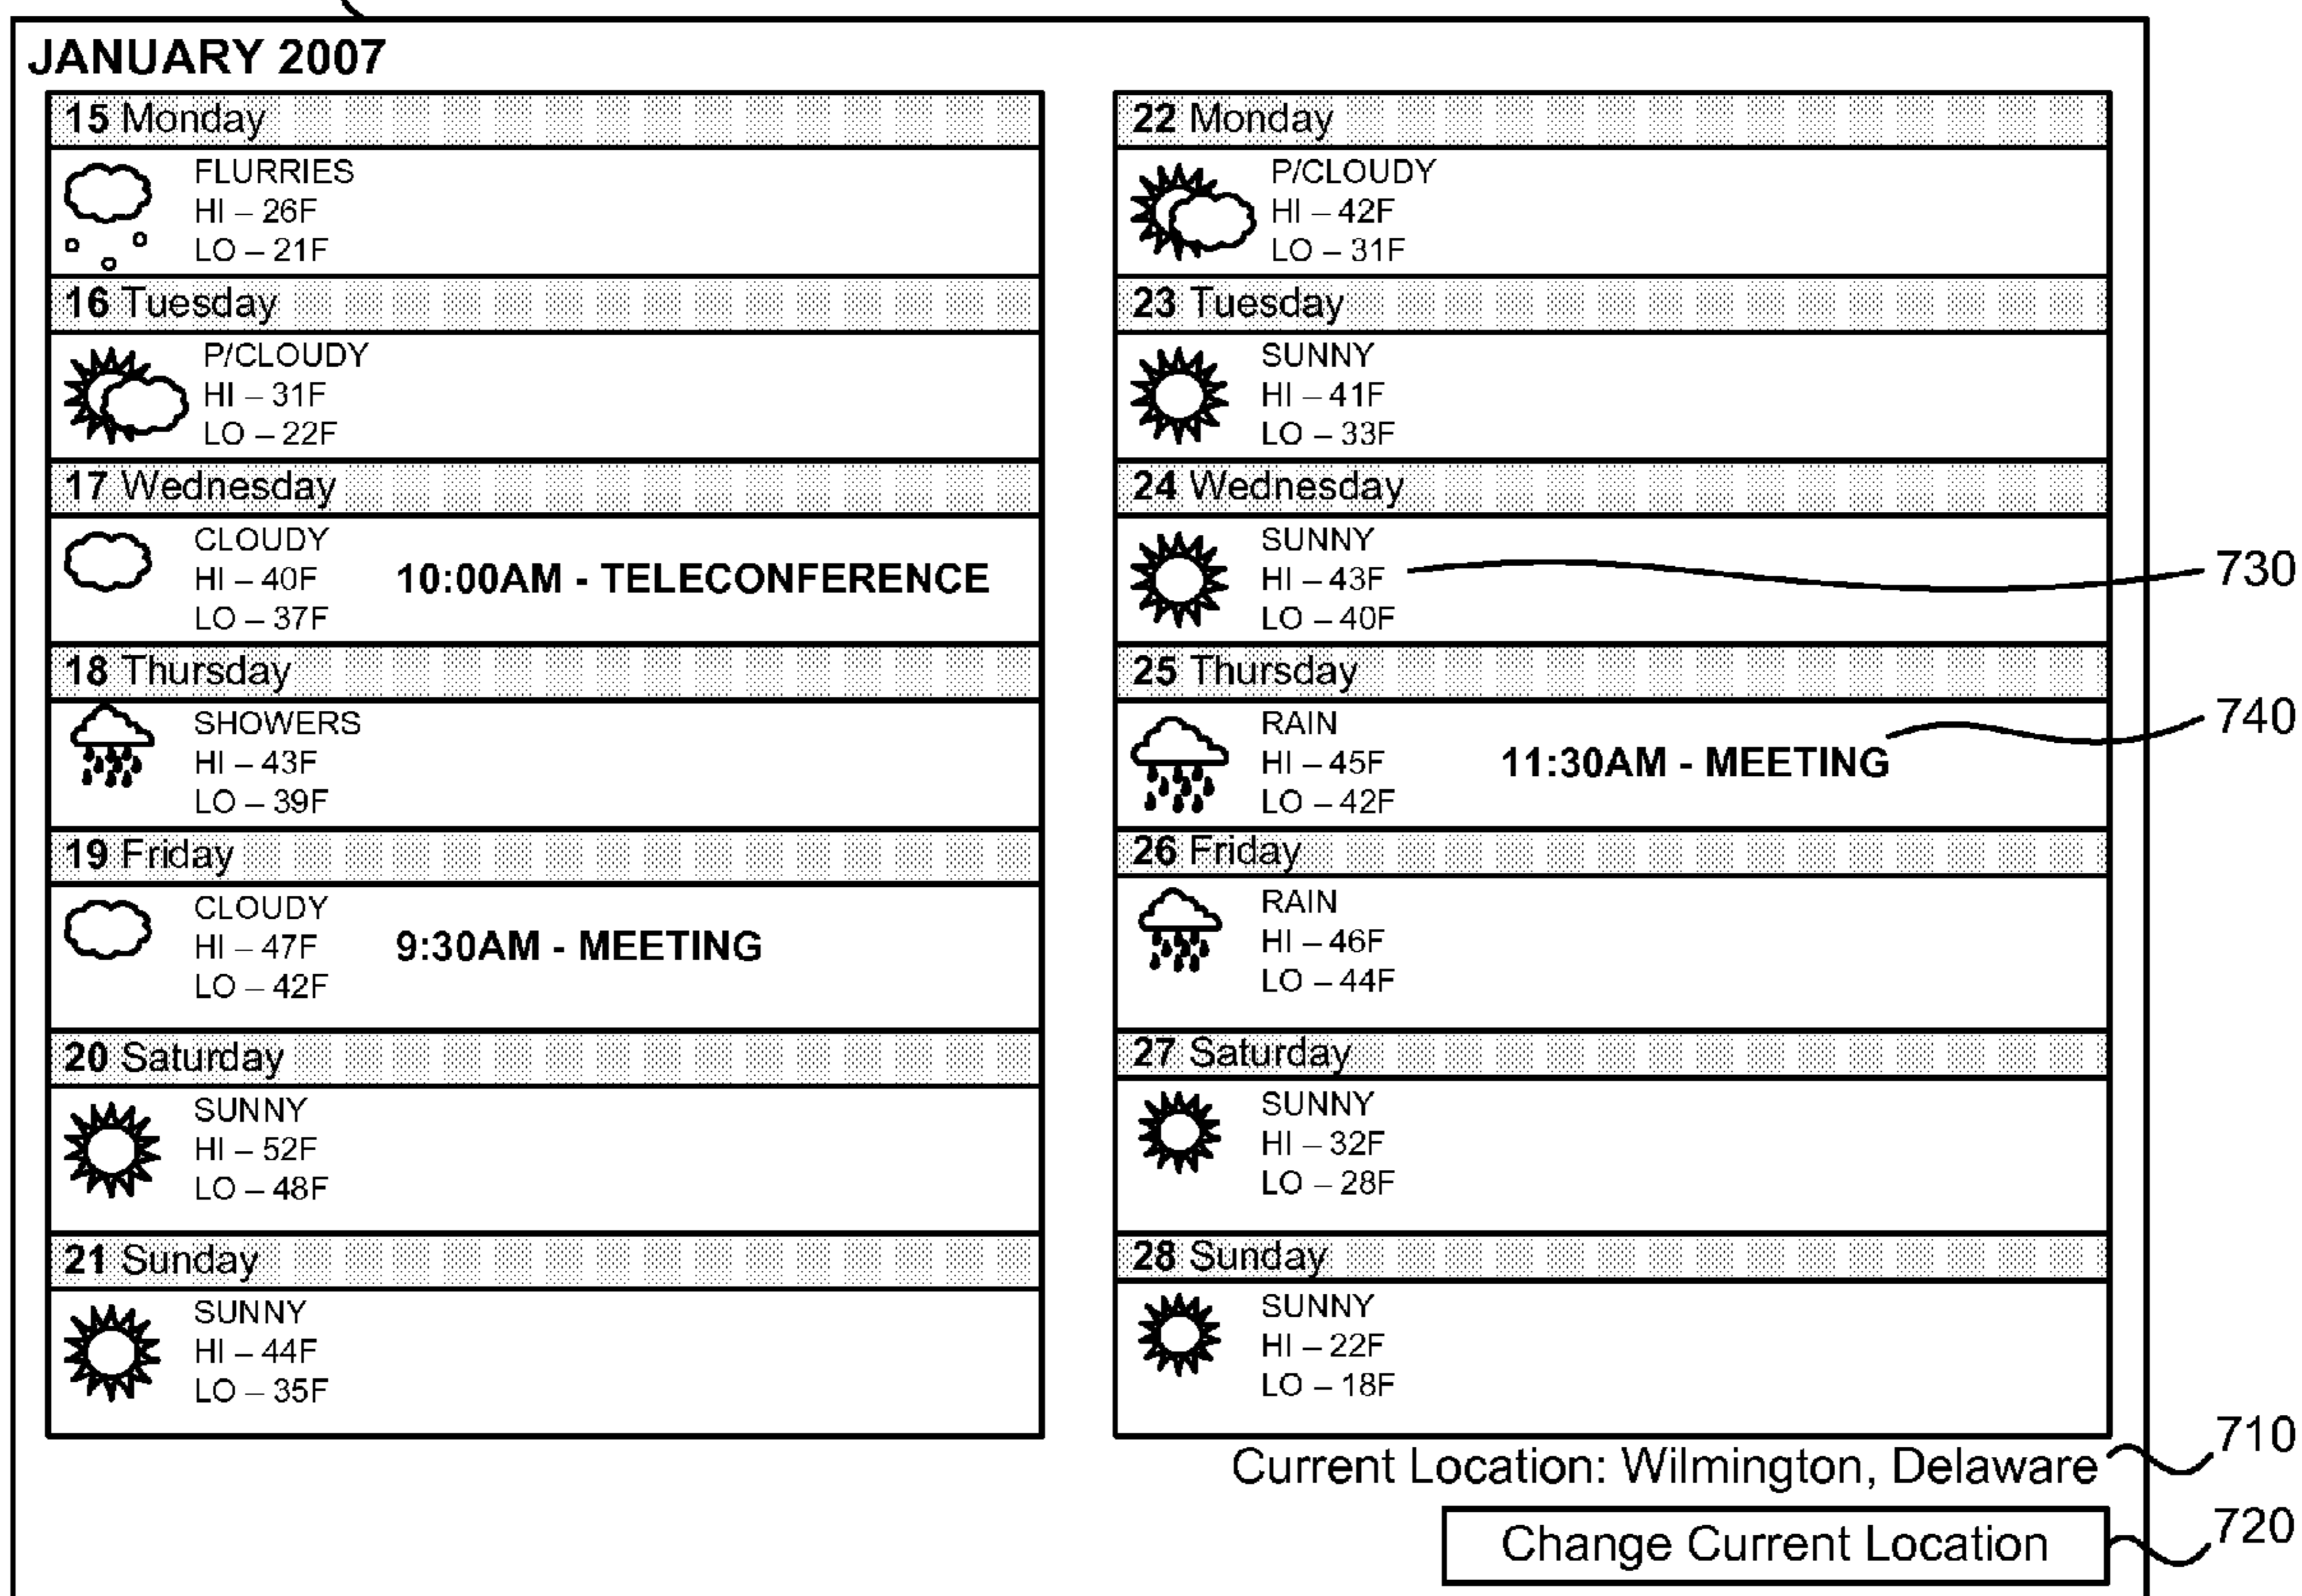 JANUARY 2007
15 Monday
FLURRIES
HI – 26F
LO – 21F
16 Tuesday
P/CLOUDY
HI – 31F
LO – 22F
17 Wednesday
CLOUDY
HI – 40F
LO – 37F
10:00AM - TELECONFERENCE
18 Thursday
SHOWERS
HI – 43F
LO – 39F
19 Friday
CLOUDY
HI – 47F
LO – 42F
9:30AM - MEETING
20 Saturday
SUNNY
HI – 52F
LO – 48F
21 Sunday
SUNNY
HI – 44F
LO – 35F
22 Monday
P/CLOUDY
HI – 42F
LO – 31F
23 Tuesday
SUNNY
HI – 41F
LO – 33F
24 Wednesday
SUNNY
HI – 43F
LO – 40F
730
25 Thursday
RAIN
HI – 45F
LO – 42F
11:30AM - MEETING
740
26 Friday
RAIN
HI – 46F
LO – 44F
27 Saturday
SUNNY
HI – 32F
LO – 28F
28 Sunday
SUNNY
HI – 22F
LO – 18F
Current Location: Wilmington, Delaware
710
Change Current Location
720